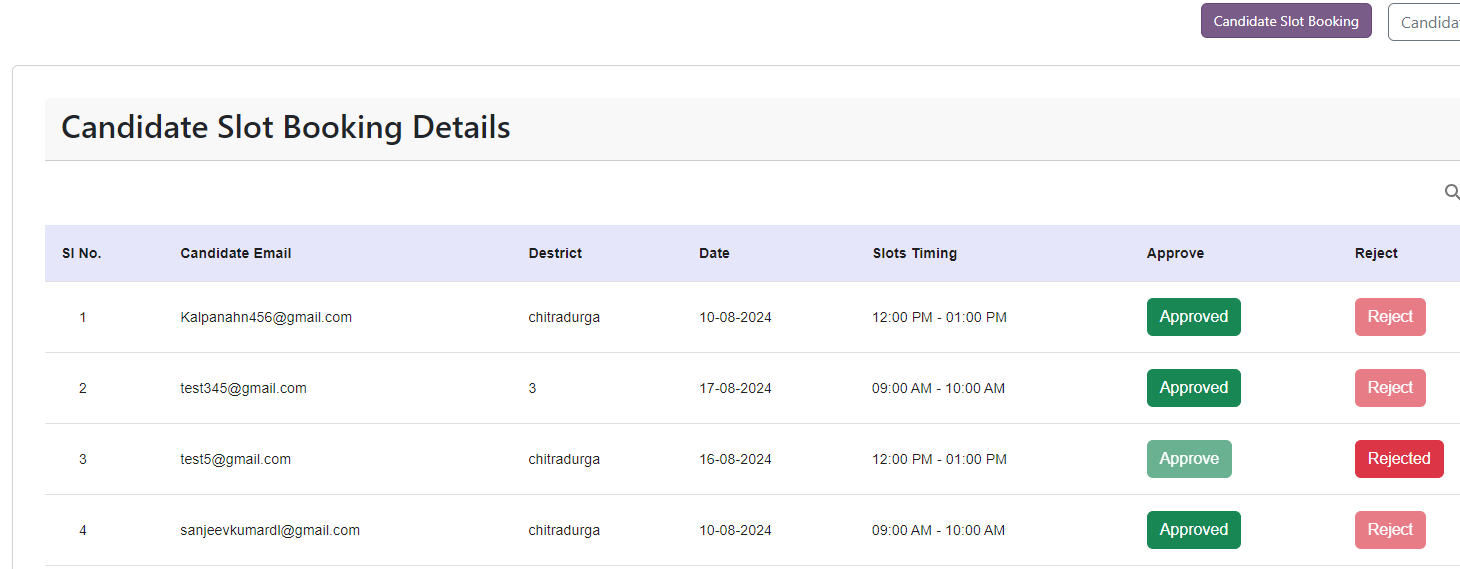 Candidate Slot Booking
Candidate Slot Booking Details
Sl No. Candidate Email Destrict Date Slots Timing Approve Reject
1 Kalpanahn456@gmail.com chitradurga 10-08-2024 12:00 PM - 01:00 PM Approved Reject
2 test345@gmail.com 3 17-08-2024 09:00 AM - 10:00 AM Approved Reject
3 test5@gmail.com chitradurga 16-08-2024 12:00 PM - 01:00 PM Approve Rejected
4 sanjeevkumardl@gmail.com chitradurga 10-08-2024 09:00 AM - 10:00 AM Approved Reject